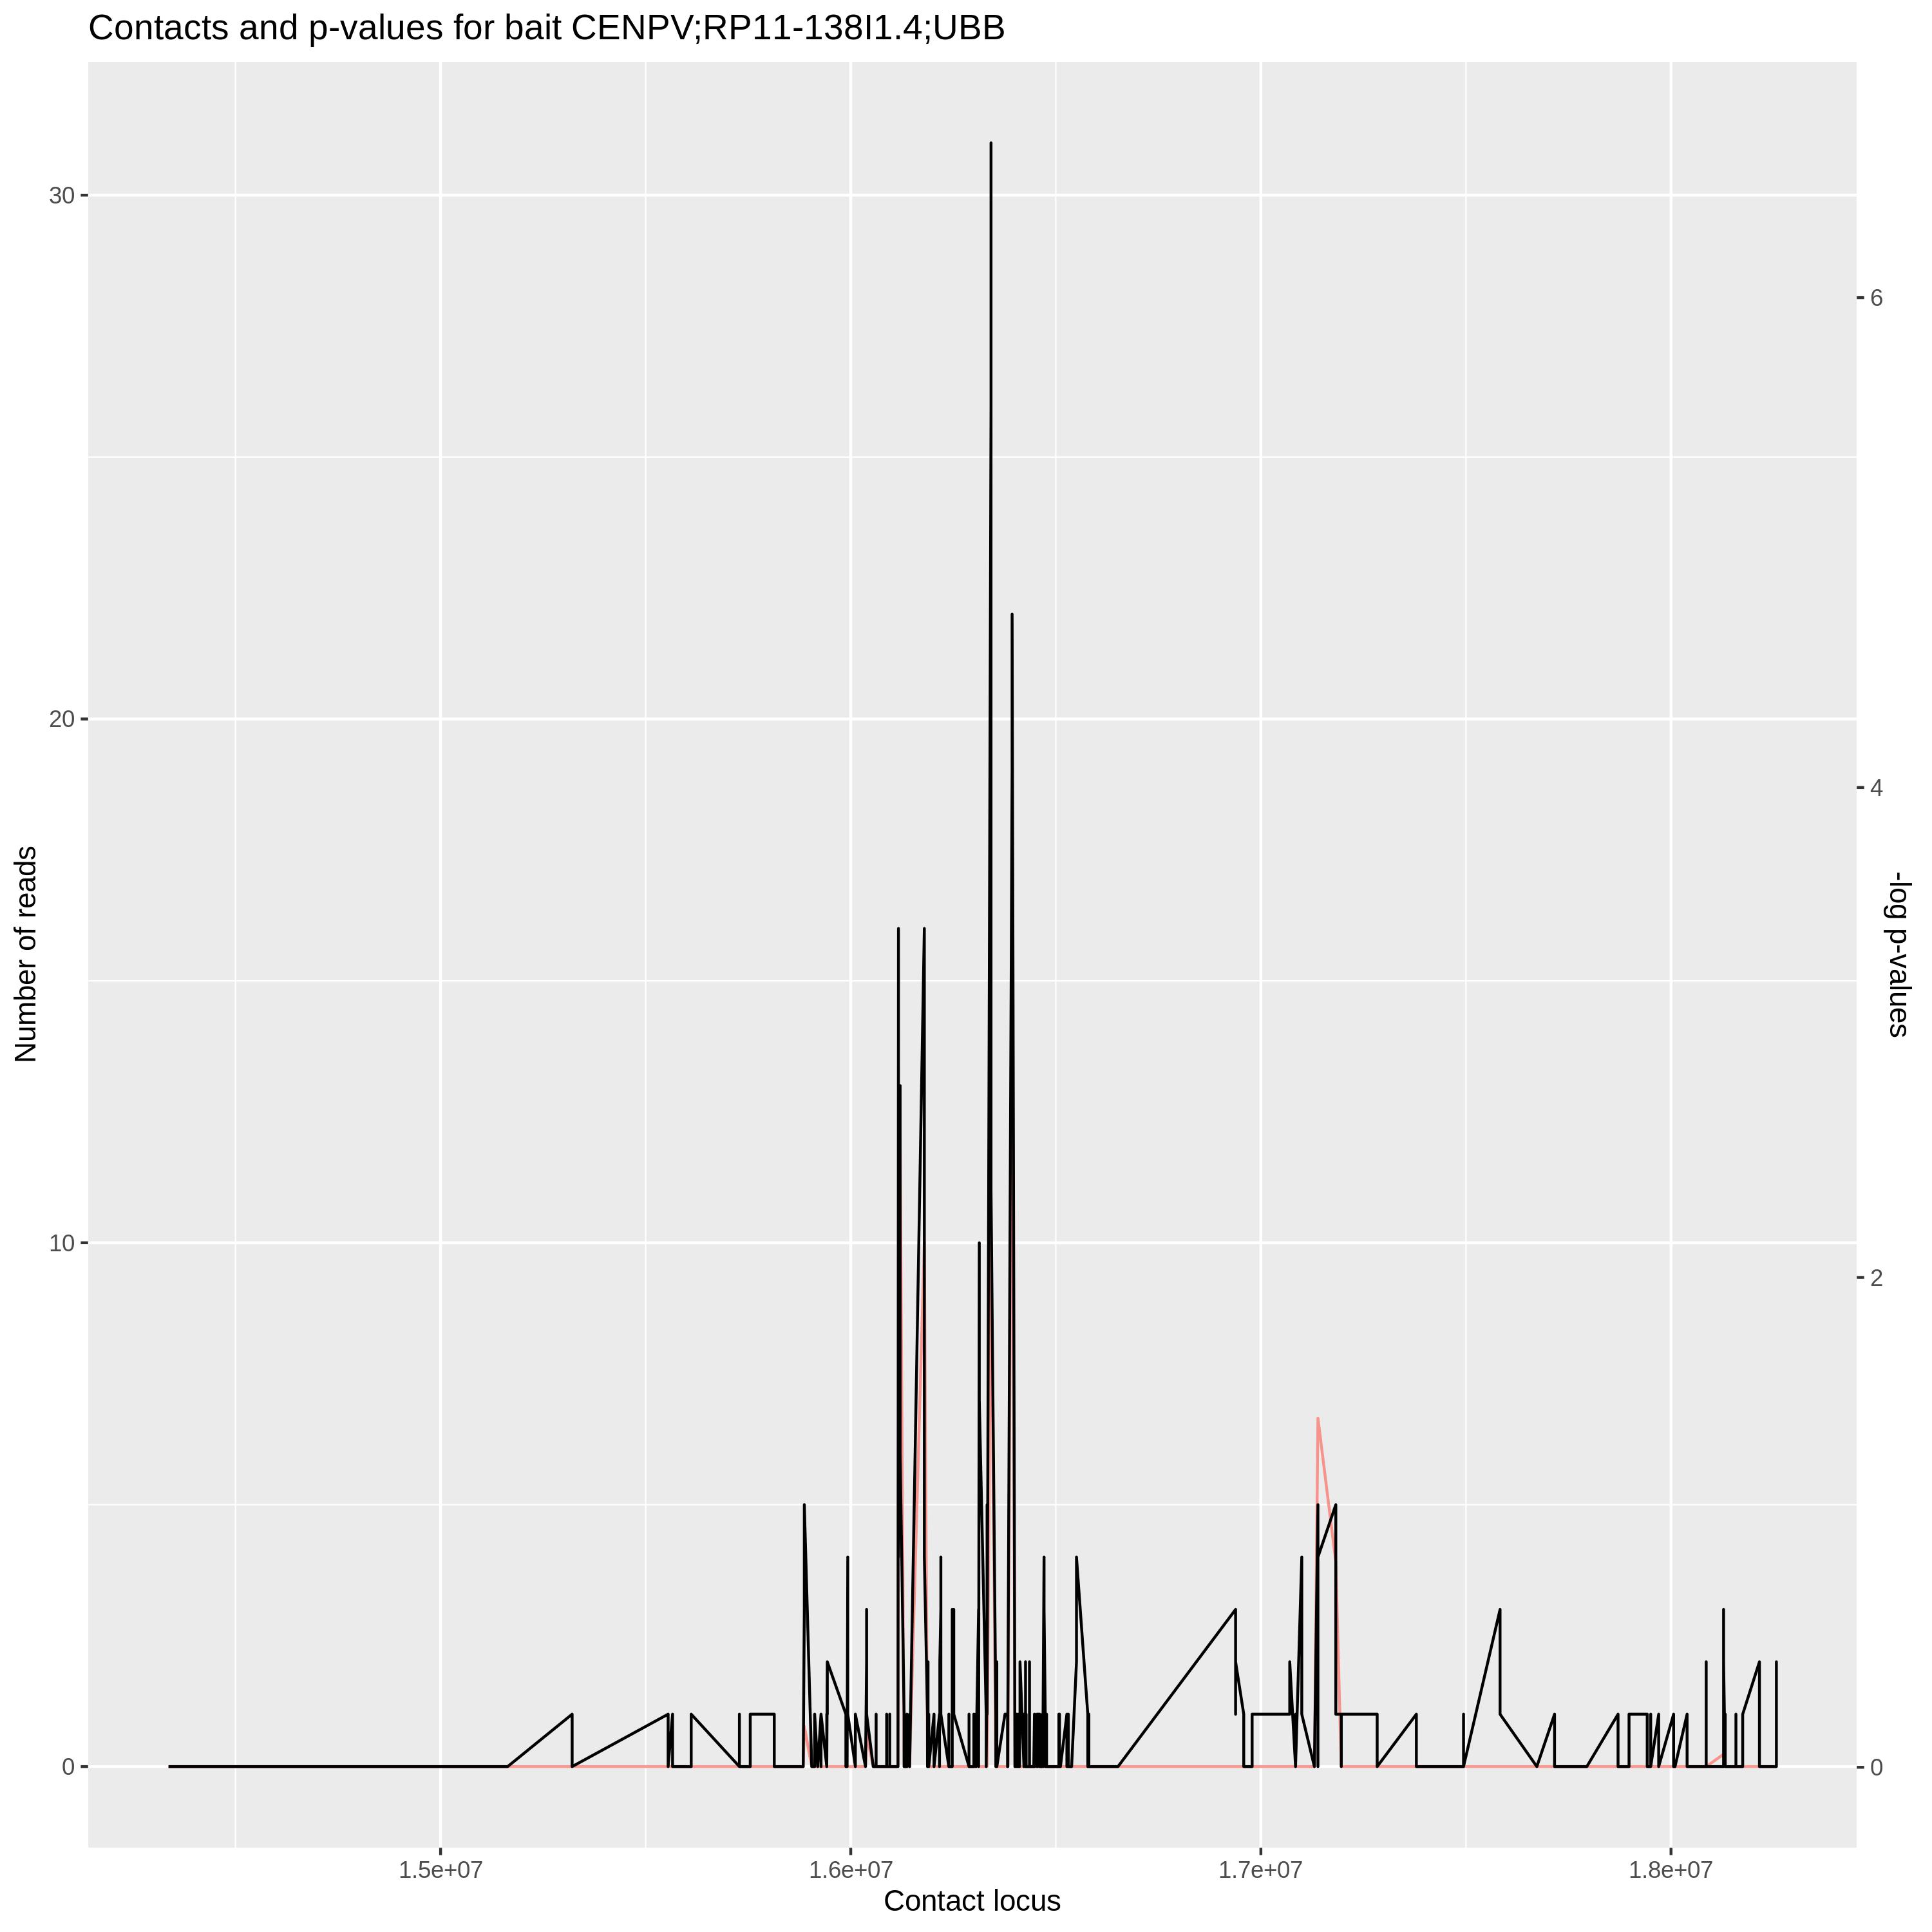 Contacts and p-values for bait CENPV;RP11-138I1.4;UBB
30
20
10
0
Number of reads
6
4
2
0
-log p-values
1.5e+07
1.6e+07
1.7e+07
1.8e+07
Contact locus